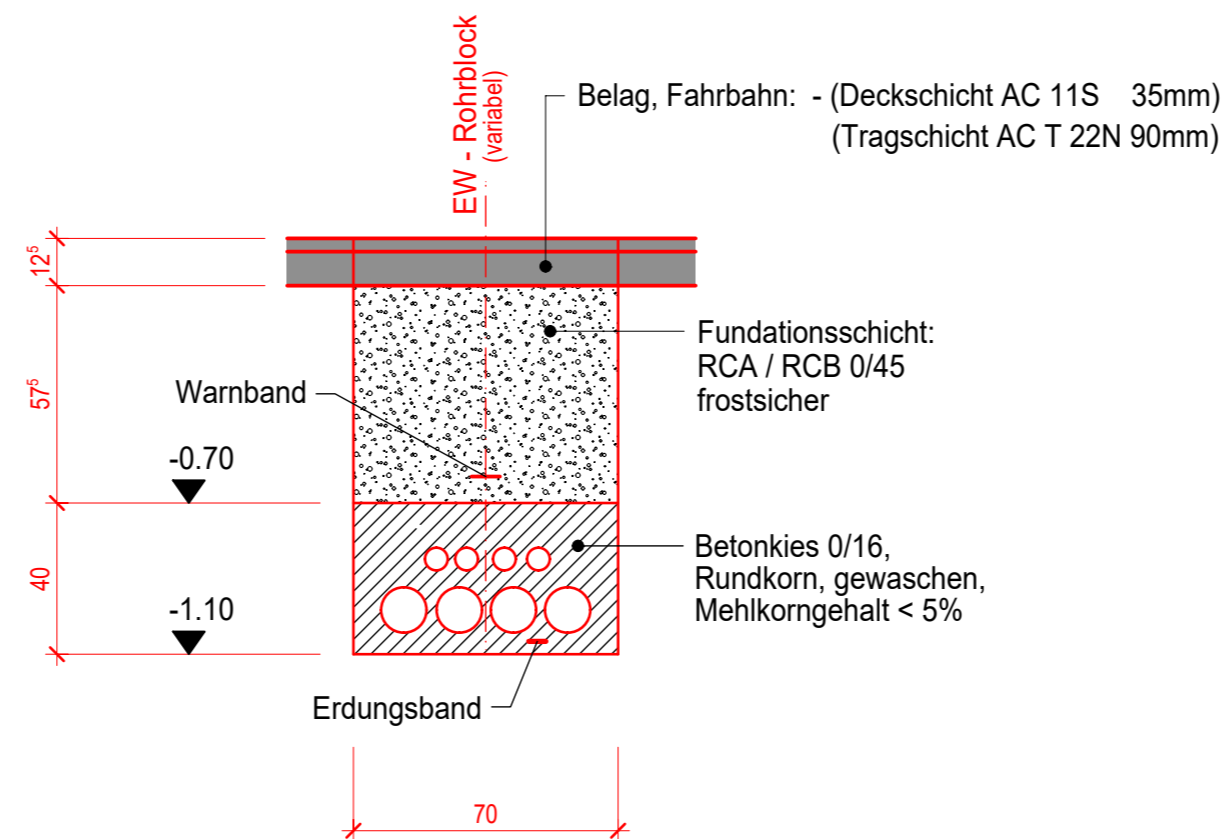 EW - Rohrblock
(variabel)
Belag, Fahrbahn: - (Deckschicht AC 11S 35mm)
(Tragschicht AC T 22N 90mm)
12⁵
Fundationsschicht:
RCA / RCB 0/45
frostsicher
57⁵
Warnband
-0.70
Betonkies 0/16,
Rundkorn, gewaschen,
Mehlkorngehalt < 5%
40
-1.10
Erdungsband
70